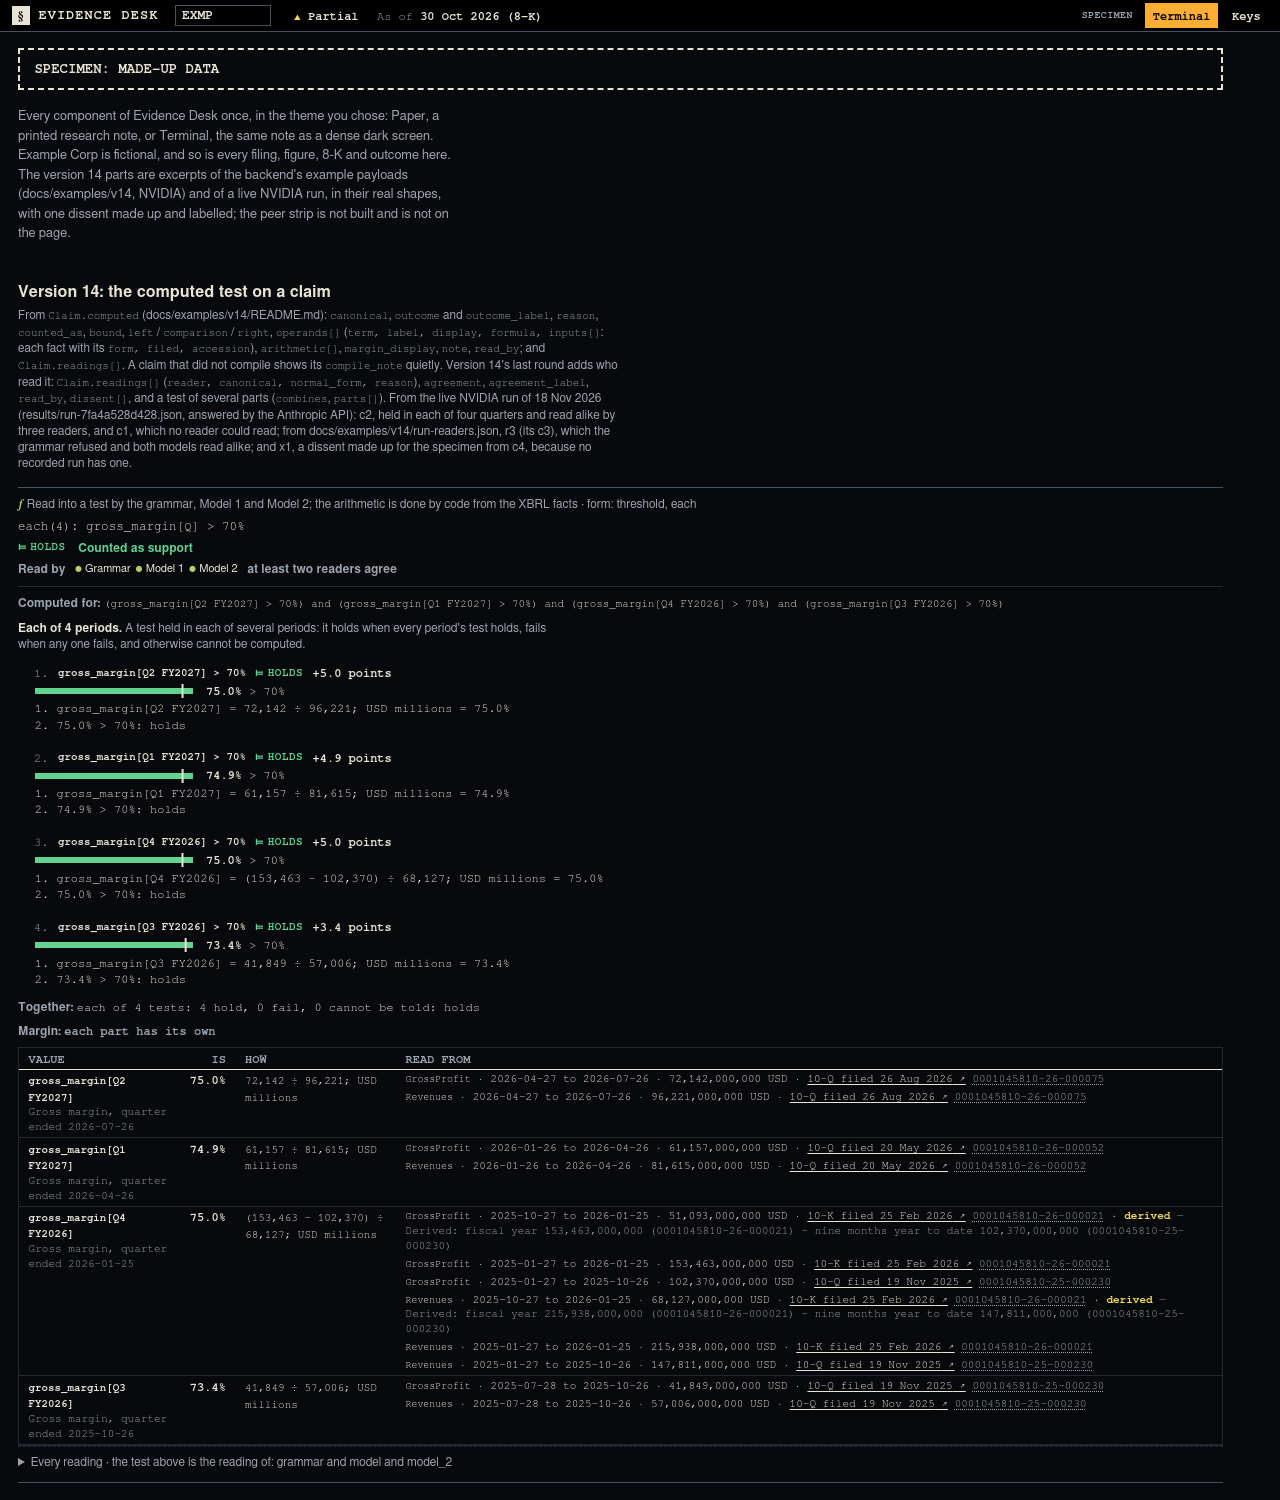 § EVIDENCE DESK EXMP ▲ Partial As of 30 Oct 2026 (8-K) SPECIMEN Terminal Keys
SPECIMEN: MADE-UP DATA
Every component of Evidence Desk once, in the theme you chose: Paper, a
printed research note, or Terminal, the same note as a dense dark screen.
Example Corp is fictional, and so is every filing, figure, 8-K and outcome here.
The version 14 parts are excerpts of the backend's example payloads
(docs/examples/v14, NVIDIA) and of a live NVIDIA run, in their real shapes,
with one dissent made up and labelled; the peer strip is not built and is not on
the page.
Version 14: the computed test on a claim
From Claim.computed (docs/examples/v14/README.md): canonical, outcome and outcome_label, reason,
counted_as, bound, left / comparison / right, operands[] (term, label, display, formula, inputs[]:
each fact with its form, filed, accession), arithmetic[], margin_display, note, read_by; and
Claim.readings[]. A claim that did not compile shows its compile_note quietly. Version 14's last round adds who
read it: Claim.readings[] (reader, canonical, normal_form, reason), agreement, agreement_label,
read_by, dissent[], and a test of several parts (combines, parts[]). From the live NVIDIA run of 18 Nov 2026
(results/run-7fa4a528d428.json, answered by the Anthropic API): c2, held in each of four quarters and read alike by
three readers, and c1, which no reader could read; from docs/examples/v14/run-readers.json, r3 (its c3), which the
grammar refused and both models read alike; and x1, a dissent made up for the specimen from c4, because no
recorded run has one.
ƒ Read into a test by the grammar, Model 1 and Model 2; the arithmetic is done by code from the XBRL facts · form: threshold, each
each(4): gross_margin[Q] > 70%
⊨ HOLDS Counted as support
Read by ● Grammar ● Model 1 ● Model 2 at least two readers agree
Computed for: (gross_margin[Q2 FY2027] > 70%) and (gross_margin[Q1 FY2027] > 70%) and (gross_margin[Q4 FY2026] > 70%) and (gross_margin[Q3 FY2026] > 70%)
Each of 4 periods. A test held in each of several periods: it holds when every period's test holds, fails
when any one fails, and otherwise cannot be computed.
1. gross_margin[Q2 FY2027] > 70% ⊨ HOLDS +5.0 points
75.0% > 70%
1. gross_margin[Q2 FY2027] = 72,142 ÷ 96,221; USD millions = 75.0%
2. 75.0% > 70%: holds
2. gross_margin[Q1 FY2027] > 70% ⊨ HOLDS +4.9 points
74.9% > 70%
1. gross_margin[Q1 FY2027] = 61,157 ÷ 81,615; USD millions = 74.9%
2. 74.9% > 70%: holds
3. gross_margin[Q4 FY2026] > 70% ⊨ HOLDS +5.0 points
75.0% > 70%
1. gross_margin[Q4 FY2026] = (153,463 − 102,370) ÷ 68,127; USD millions = 75.0%
2. 75.0% > 70%: holds
4. gross_margin[Q3 FY2026] > 70% ⊨ HOLDS +3.4 points
73.4% > 70%
1. gross_margin[Q3 FY2026] = 41,849 ÷ 57,006; USD millions = 73.4%
2. 73.4% > 70%: holds
Together: each of 4 tests: 4 hold, 0 fail, 0 cannot be told: holds
Margin: each part has its own
VALUE IS HOW READ FROM
gross_margin[Q2 75.0% 72,142 ÷ 96,221; USD GrossProfit · 2026-04-27 to 2026-07-26 · 72,142,000,000 USD · 10-Q filed 26 Aug 2026 ↗ 0001045810-26-000075
FY2027] millions Revenues · 2026-04-27 to 2026-07-26 · 96,221,000,000 USD · 10-Q filed 26 Aug 2026 ↗ 0001045810-26-000075
Gross margin, quarter
ended 2026-07-26
gross_margin[Q1 74.9% 61,157 ÷ 81,615; USD GrossProfit · 2026-01-26 to 2026-04-26 · 61,157,000,000 USD · 10-Q filed 20 May 2026 ↗ 0001045810-26-000052
FY2027] millions Revenues · 2026-01-26 to 2026-04-26 · 81,615,000,000 USD · 10-Q filed 20 May 2026 ↗ 0001045810-26-000052
Gross margin, quarter
ended 2026-04-26
gross_margin[Q4 75.0% (153,463 − 102,370) ÷ GrossProfit · 2025-10-27 to 2026-01-25 · 51,093,000,000 USD · 10-K filed 25 Feb 2026 ↗ 0001045810-26-000021 · derived —
FY2026] 68,127; USD millions Derived: fiscal year 153,463,000,000 (0001045810-26-000021) − nine months year to date 102,370,000,000 (0001045810-25-
Gross margin, quarter 000230)
ended 2026-01-25 GrossProfit · 2025-01-27 to 2026-01-25 · 153,463,000,000 USD · 10-K filed 25 Feb 2026 ↗ 0001045810-26-000021
GrossProfit · 2025-01-27 to 2025-10-26 · 102,370,000,000 USD · 10-Q filed 19 Nov 2025 ↗ 0001045810-25-000230
Revenues · 2025-10-27 to 2026-01-25 · 68,127,000,000 USD · 10-K filed 25 Feb 2026 ↗ 0001045810-26-000021 · derived —
Derived: fiscal year 215,938,000,000 (0001045810-26-000021) − nine months year to date 147,811,000,000 (0001045810-25-
000230)
Revenues · 2025-01-27 to 2026-01-25 · 215,938,000,000 USD · 10-K filed 25 Feb 2026 ↗ 0001045810-26-000021
Revenues · 2025-01-27 to 2025-10-26 · 147,811,000,000 USD · 10-Q filed 19 Nov 2025 ↗ 0001045810-25-000230
gross_margin[Q3 73.4% 41,849 ÷ 57,006; USD GrossProfit · 2025-07-28 to 2025-10-26 · 41,849,000,000 USD · 10-Q filed 19 Nov 2025 ↗ 0001045810-25-000230
FY2026] millions Revenues · 2025-07-28 to 2025-10-26 · 57,006,000,000 USD · 10-Q filed 19 Nov 2025 ↗ 0001045810-25-000230
Gross margin, quarter
ended 2025-10-26
▶ Every reading · the test above is the reading of: grammar and model and model_2